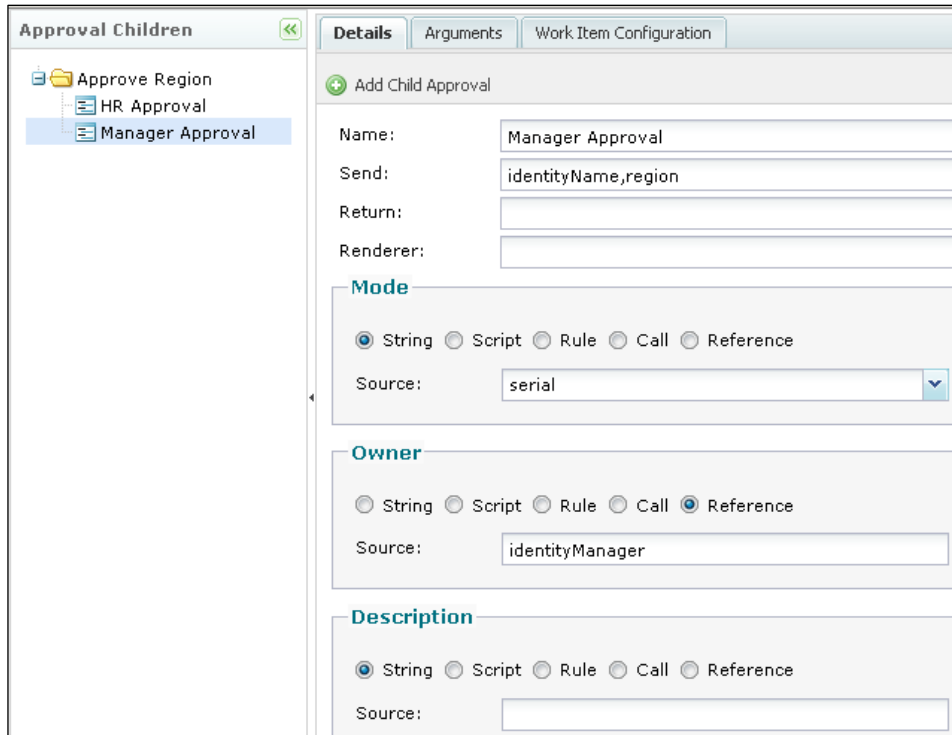 Approval Children
Approve Region
HR Approval
Manager Approval
Details Arguments Work Item Configuration
Add Child Approval
Name: Manager Approval
Send: identityName,region
Return:
Renderer:
Mode
String Script Rule Call Reference
Source: serial
Owner
String Script Rule Call Reference
Source: identityManager
Description
String Script Rule Call Reference
Source: